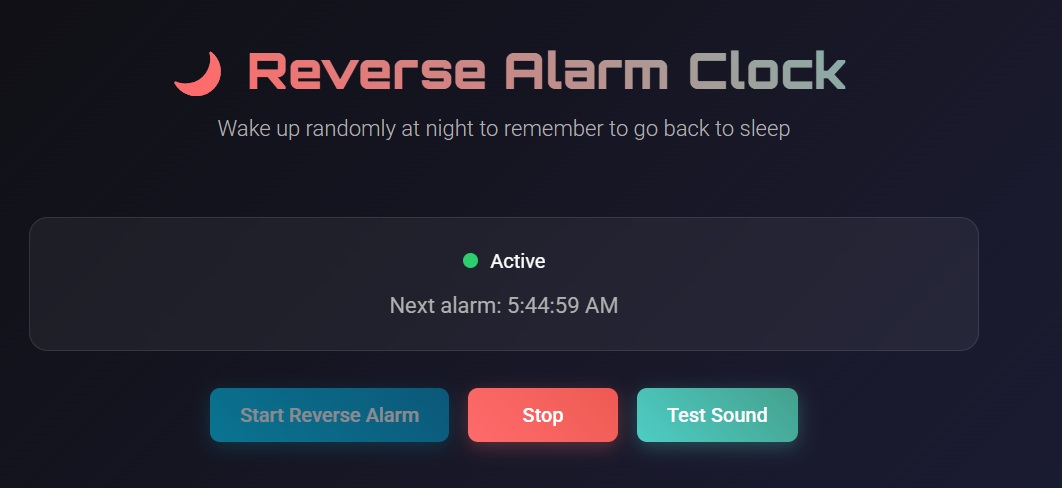 Reverse Alarm Clock
Wake up randomly at night to remember to go back to sleep
Active
Next alarm: 5:44:59 AM
Start Reverse Alarm
Stop
Test Sound